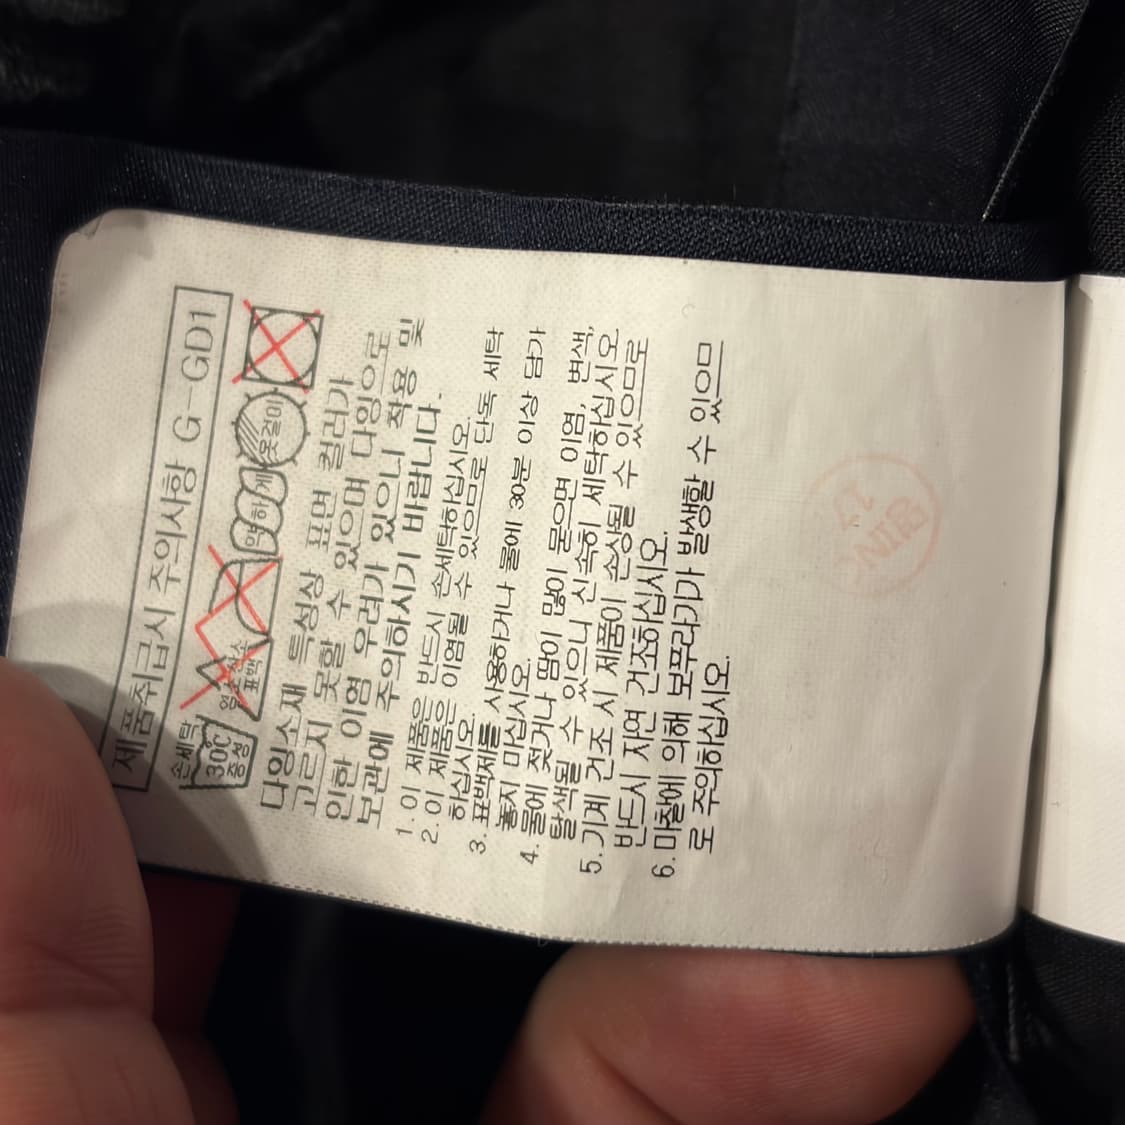 제품취급시 주의사항 G-GD1
손세탁
30℃
중성
염소산소
표백
약하게
옷걸이
다잉소재 특성상 표면 컬러가
고르지 못할 수 있으며 다잉으로
인한 이염 우려가 있으니 착용 및
보관에 주의하시기 바랍니다.
1. 이 제품은 반드시 손세탁하십시오.
2. 이 제품은 이염될 수 있으므로 단독 세탁
하십시오.
3. 표백제를 사용하거나 물에 30분 이상 담가
놓지 마십시오.
4. 물에 젖거나 땀이 많이 묻으면 이염, 변색,
탈색될 수 있으니 신속히 세탁하십시오
5. 기계 건조 시 제품이 손상될 수 있으므로
반드시 자연 건조하십시오.
6. 마찰에 의해 보푸라기가 발생할 수 있으므
로 주의하십시오.
17